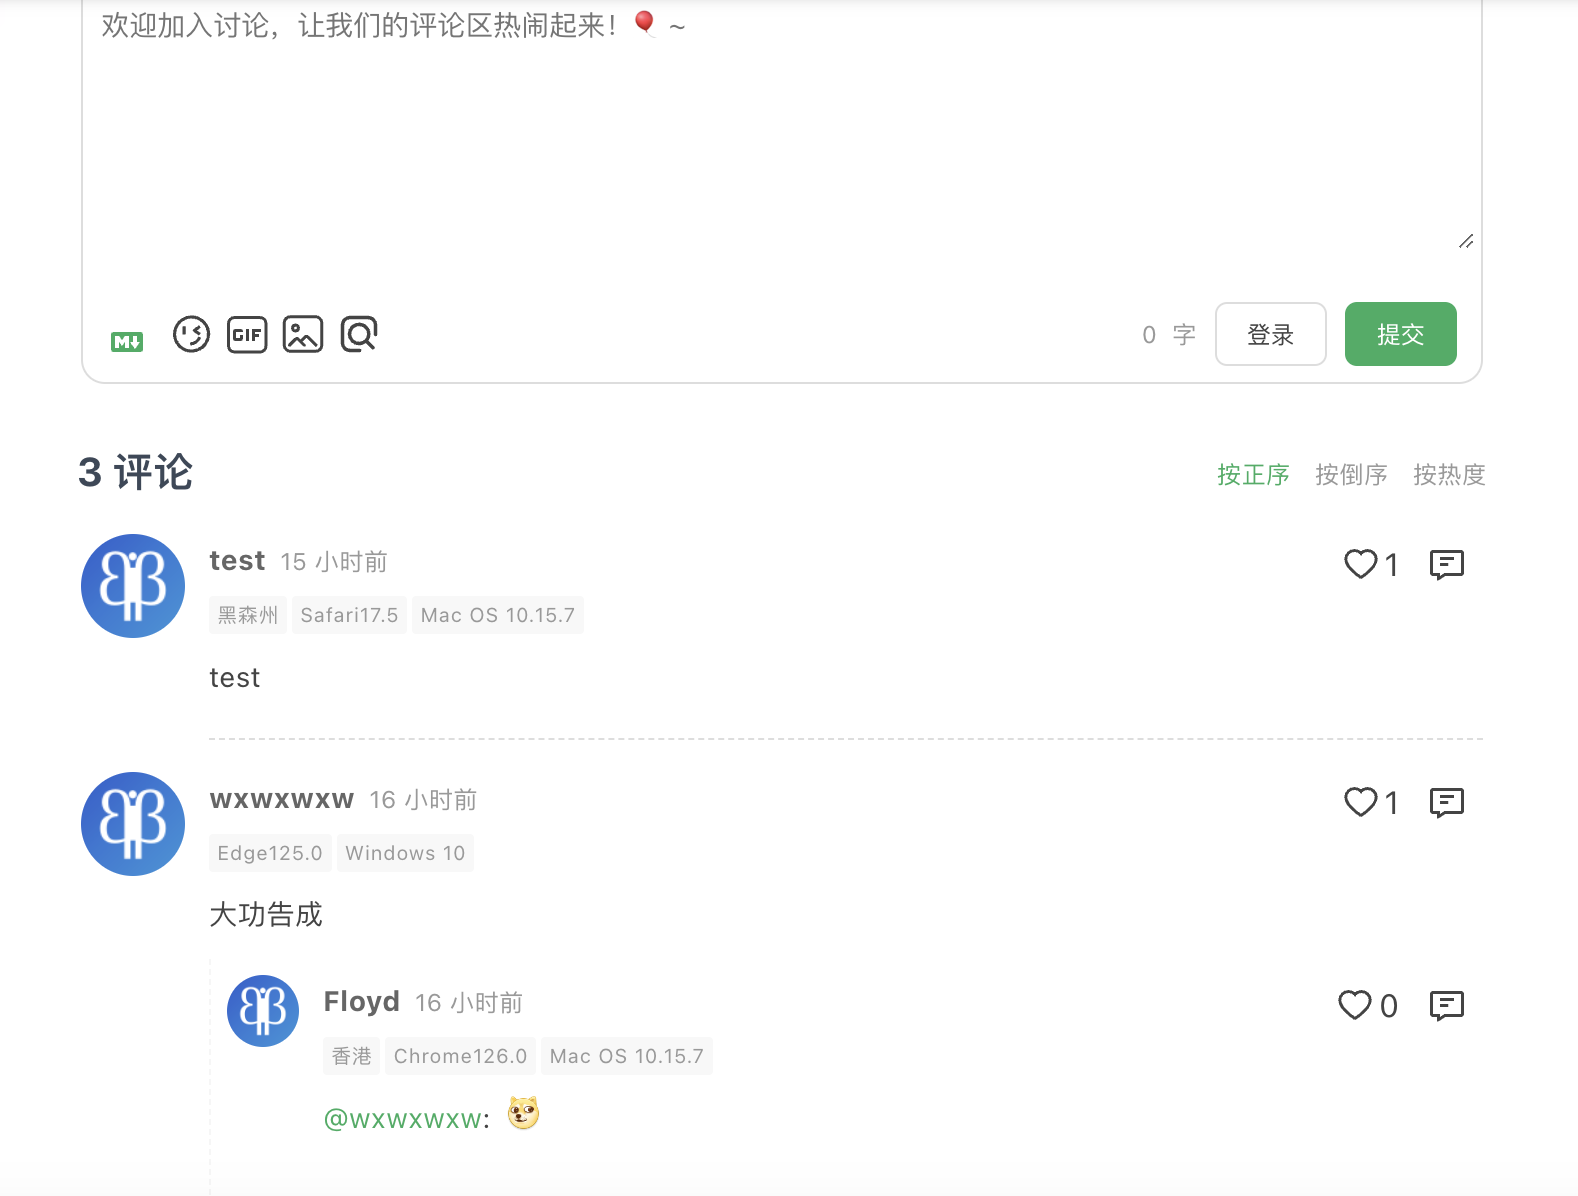 欢迎加入讨论，让我们的评论区热闹起来！🎈 ~
M↓ GIF 0 字 登录 提交
3 评论 按正序 按倒序 按热度
test 15 小时前 1
黑森州 Safari17.5 Mac OS 10.15.7
test
wxwxwxw 16 小时前 1
Edge125.0 Windows 10
大功告成
Floyd 16 小时前 0
香港 Chrome126.0 Mac OS 10.15.7
@wxwxwxw: